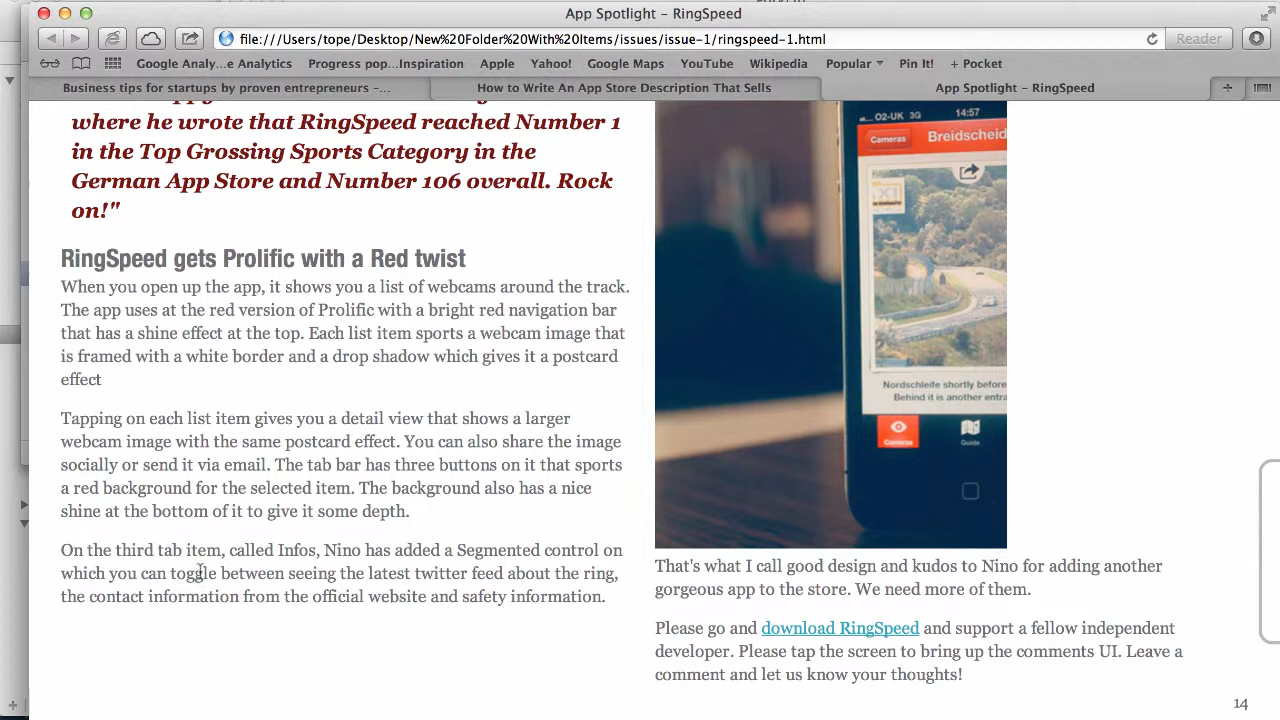 App Spotlight – RingSpeed
file:///Users/tope/Desktop/New%20Folder%20With%20Items/issues/issue-1/ringspeed-1.html
Reader
Google Analy...e Analytics
Progress pop...Inspiration
Apple
Yahoo!
Google Maps
YouTube
Wikipedia
Popular
Pin It!
+ Pocket
Business tips for startups by proven entrepreneurs -...
How to Write An App Store Description That Sells
App Spotlight - RingSpeed
where he wrote that RingSpeed reached Number 1
in the Top Grossing Sports Category in the
German App Store and Number 106 overall. Rock
on!"
RingSpeed gets Prolific with a Red twist
When you open up the app, it shows you a list of webcams around the track.
The app uses at the red version of Prolific with a bright red navigation bar
that has a shine effect at the top. Each list item sports a webcam image that
is framed with a white border and a drop shadow which gives it a postcard
effect
Tapping on each list item gives you a detail view that shows a larger
webcam image with the same postcard effect. You can also share the image
socially or send it via email. The tab bar has three buttons on it that sports
a red background for the selected item. The background also has a nice
shine at the bottom of it to give it some depth.
On the third tab item, called Infos, Nino has added a Segmented control on
which you can toggle between seeing the latest twitter feed about the ring,
the contact information from the official website and safety information.
O2-UK 3G
14:57
Cameras
Breidscheid
Nordschleife shortly before
Behind it is another entra
Cameras
Guide
That's what I call good design and kudos to Nino for adding another
gorgeous app to the store. We need more of them.
Please go and download RingSpeed and support a fellow independent
developer. Please tap the screen to bring up the comments UI. Leave a
comment and let us know your thoughts!
14